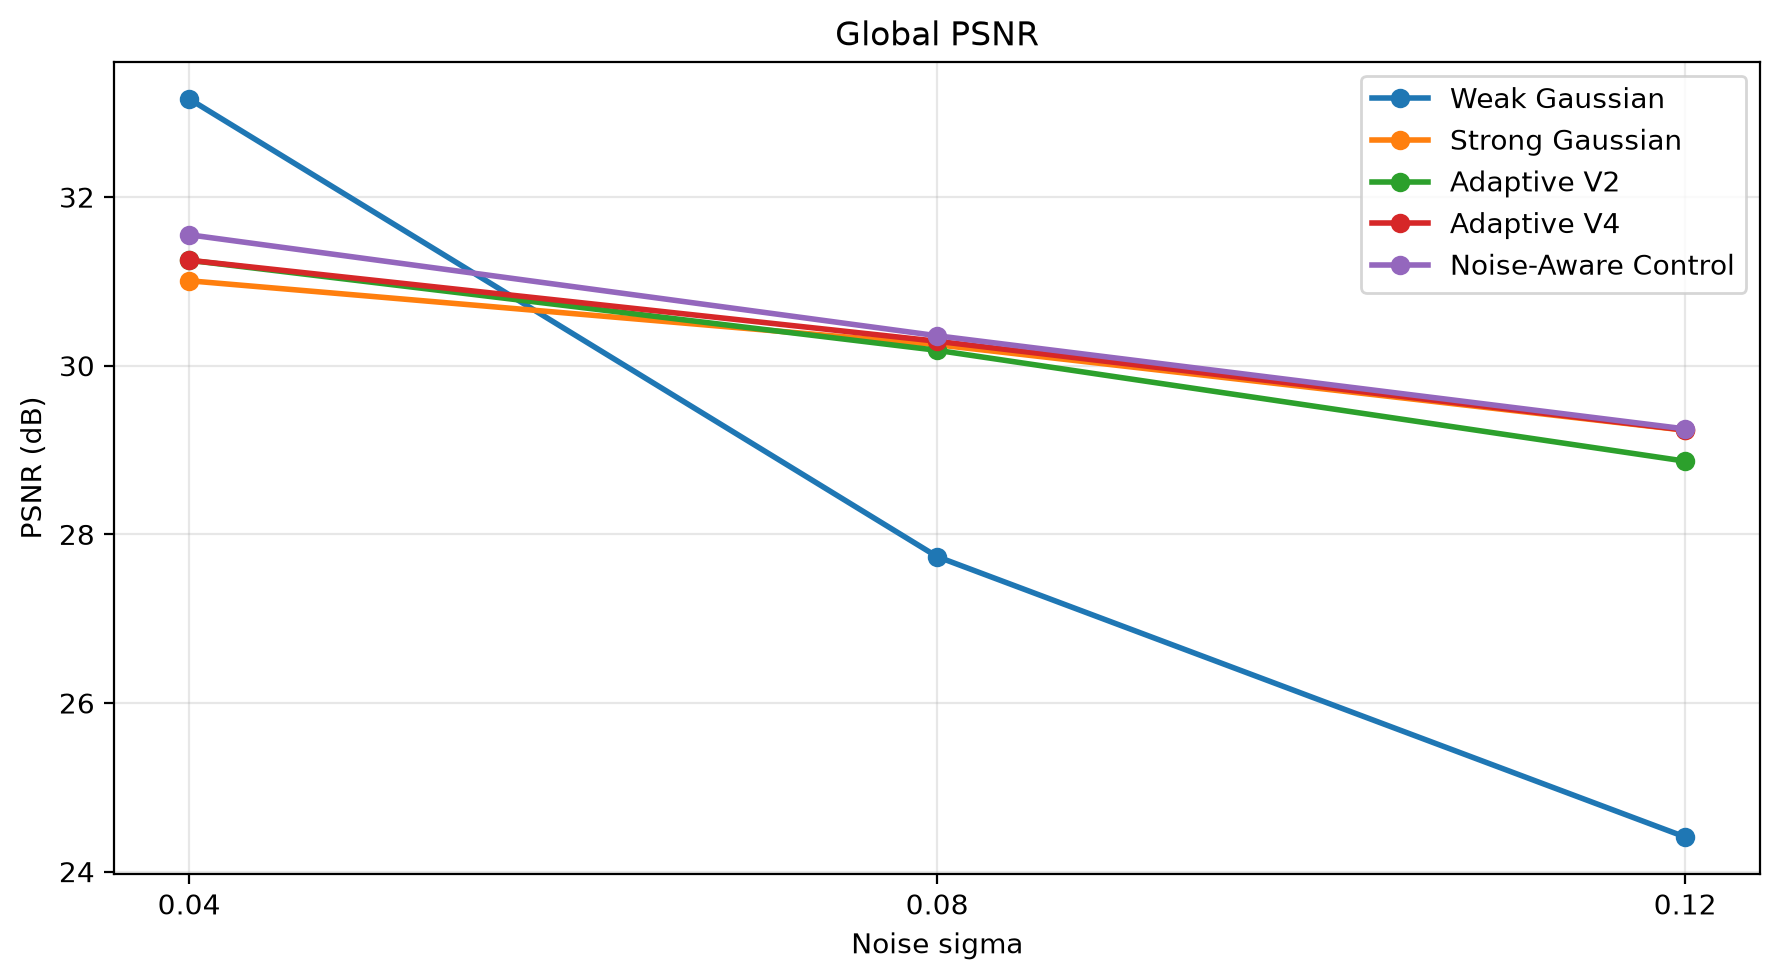 Global PSNR
Weak Gaussian
Strong Gaussian
Adaptive V2
Adaptive V4
Noise-Aware Control
PSNR (dB)
32
30
28
26
24
0.04
0.08
0.12
Noise sigma